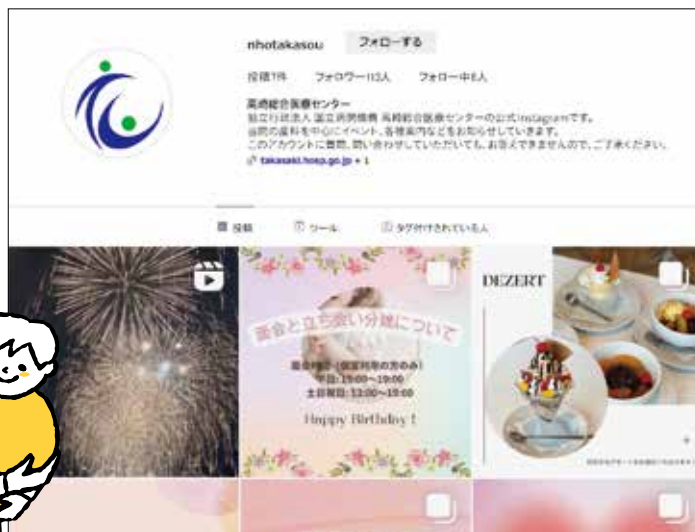 nhotakasou フォローする
投稿7件 フォロワー113人 フォロー中6人
高崎総合医療センター
独立行政法人 国立病院機構 高崎総合医療センターの公式Instagramです。
当院の産科を中心にイベント、各種案内などをお知らせしていきます。
このアカウントに質問、問い合わせしていただいても、お答えできませんので、ご了承ください。
takasaki.hosp.go.jp + 1
投稿 リール タグ付けされている人
面会と立ち会い分娩について
面会時間（個室利用の方のみ）
平日: 15:00～19:00
土日祝日: 13:00～19:00
Happy Birthday !
DEZERT